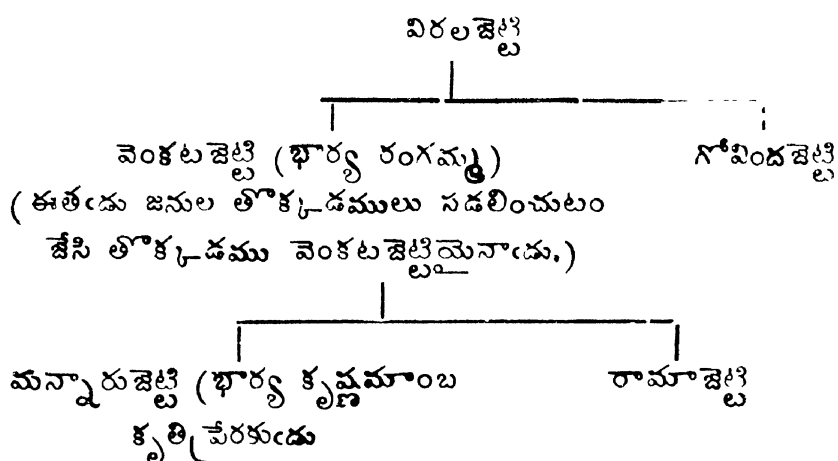 విరలజెట్టి
వెంకటజెట్టి (భార్య రంగమ్మ) గోవిందజెట్టి
(ఈతఁడు జనుల తొక్కడములు సడలించుటం
జేసి తొక్కడము వెంకటజెట్టియైనాఁడు.)
మన్నారుజెట్టి (భార్య కృష్ణమాంబ రామాజెట్టి
కృతి ప్రేరకుఁడు